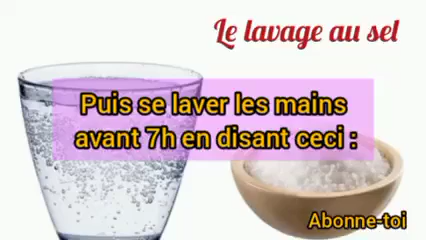 Le lavage au sel
Puis se laver les mains
avant 7h en disant ceci :
Abonne-toi